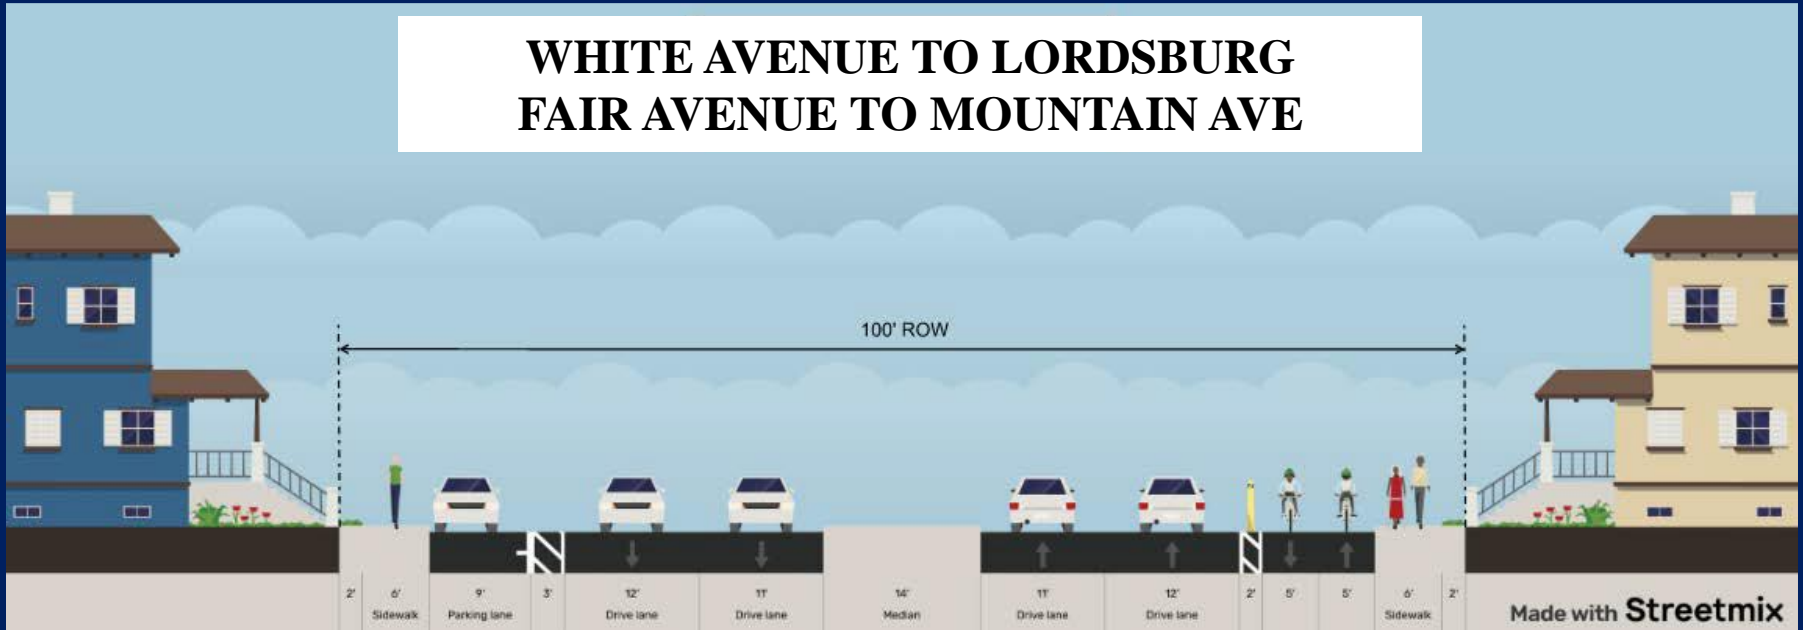 WHITE AVENUE TO LORDSBURG
FAIR AVENUE TO MOUNTAIN AVE
100' ROW
2' 6' 9' 3' 12' 11' 14' 11' 12' 2' 5' 5' 6' 2'
Sidewalk Parking lane Drive lane Drive lane Median Drive lane Drive lane Sidewalk
Made with Streetmix